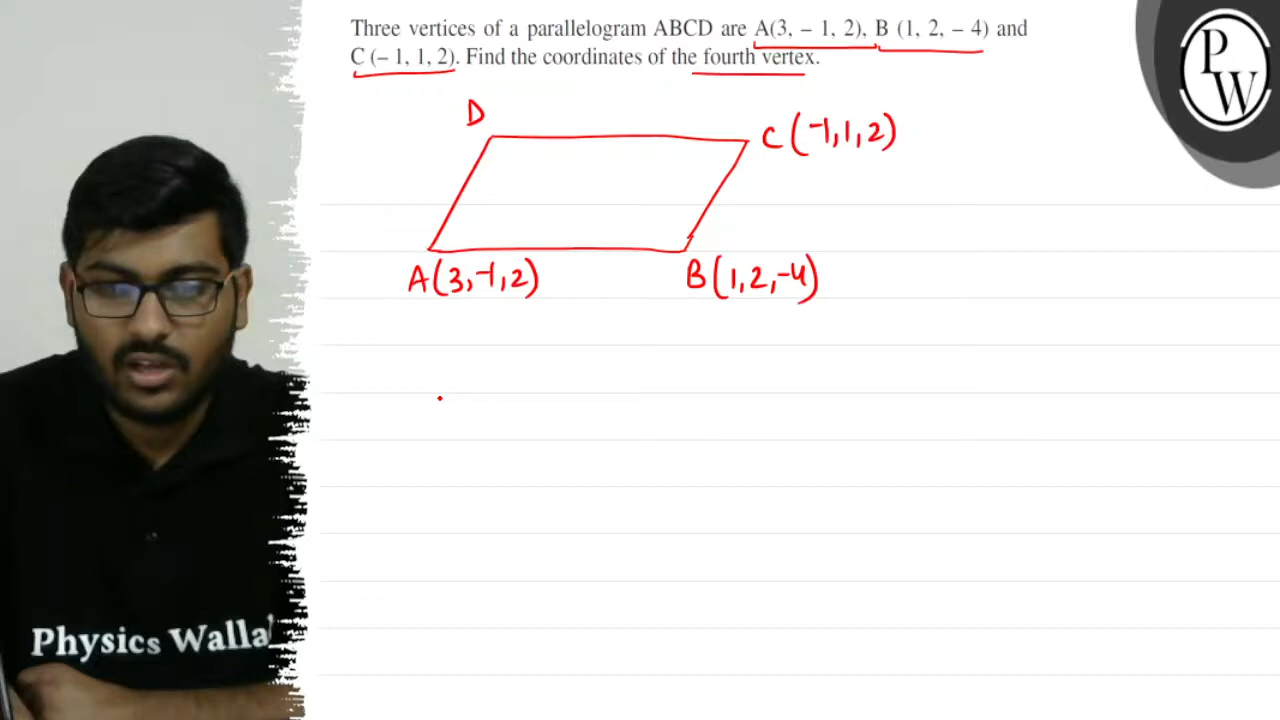 Three vertices of a parallelogram ABCD are A(3, – 1, 2), B (1, 2, – 4) and
C (– 1, 1, 2). Find the coordinates of the fourth vertex.
P
W
D
C (-1, 1, 2)
A (3, -1, 2)
B (1, 2, -4)
Physics Walla